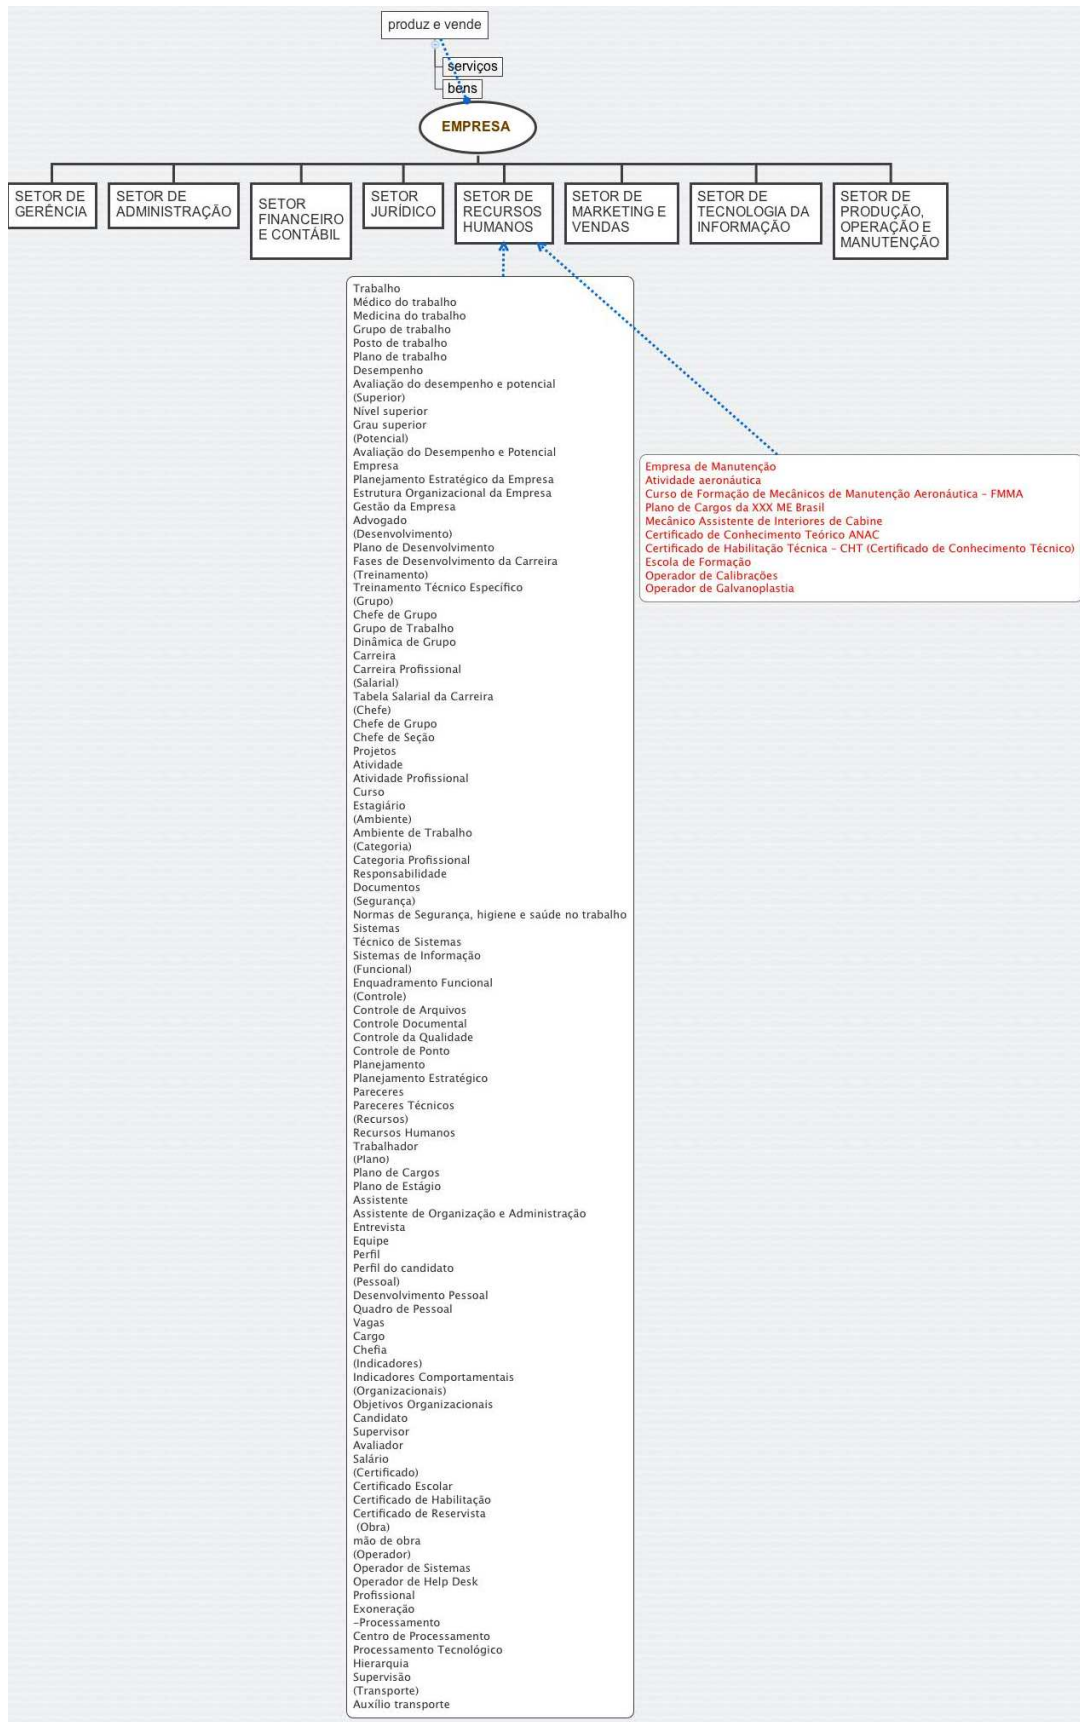 produz e vende
serviços
bens
EMPRESA
SETOR DE
GERÊNCIA
SETOR DE
ADMINISTRAÇÃO
SETOR
FINANCEIRO
E CONTÁBIL
SETOR
JURÍDICO
SETOR DE
RECURSOS
HUMANOS
SETOR DE
MARKETING E
VENDAS
SETOR DE
TECNOLOGIA DA
INFORMAÇÃO
SETOR DE
PRODUÇÃO,
OPERAÇÃO E
MANUTENÇÃO
Trabalho
Médico do trabalho
Medicina do trabalho
Grupo de trabalho
Posto de trabalho
Plano de trabalho
Desempenho
Avaliação do desempenho e potencial
(Superior)
Nível superior
Grau superior
(Potencial)
Avaliação do Desempenho e Potencial
Empresa
Planejamento Estratégico da Empresa
Estrutura Organizacional da Empresa
Gestão da Empresa
Advogado
(Desenvolvimento)
Plano de Desenvolvimento
Fases de Desenvolvimento da Carreira
(Treinamento)
Treinamento Técnico Específico
(Grupo)
Chefe de Grupo
Grupo de Trabalho
Dinâmica de Grupo
Carreira
Carreira Profissional
(Salarial)
Tabela Salarial da Carreira
(Chefe)
Chefe de Grupo
Chefe de Seção
Projetos
Atividade
Atividade Profissional
Curso
Estagiário
(Ambiente)
Ambiente de Trabalho
(Categoria)
Categoria Profissional
Responsabilidade
Documentos
(Segurança)
Normas de Segurança, higiene e saúde no trabalho
Sistemas
Técnico de Sistemas
Sistemas de Informação
(Funcional)
Enquadramento Funcional
(Controle)
Controle de Arquivos
Controle Documental
Controle da Qualidade
Controle de Ponto
Planejamento
Planejamento Estratégico
Pareceres
Pareceres Técnicos
(Recursos)
Recursos Humanos
Trabalhador
(Plano)
Plano de Cargos
Plano de Estágio
Assistente
Assistente de Organização e Administração
Entrevista
Equipe
Perfil
Perfil do candidato
(Pessoal)
Desenvolvimento Pessoal
Quadro de Pessoal
Vagas
Cargo
Chefia
(Indicadores)
Indicadores Comportamentais
(Organizacionais)
Objetivos Organizacionais
Candidato
Supervisor
Avaliador
Salário
(Certificado)
Certificado Escolar
Certificado de Habilitação
Certificado de Reservista
(Obra)
mão de obra
(Operador)
Operador de Sistemas
Operador de Help Desk
Profissional
Exoneração
-Processamento
Centro de Processamento
Processamento Tecnológico
Hierarquia
Supervisão
(Transporte)
Auxílio transporte
Empresa de Manutenção
Atividade aeronáutica
Curso de Formação de Mecânicos de Manutenção Aeronáutica - FMMA
Plano de Cargos da XXX ME Brasil
Mecânico Assistente de Interiores de Cabine
Certificado de Conhecimento Teórico ANAC
Certificado de Habilitação Técnica - CHT (Certificado de Conhecimento Técnico)
Escola de Formação
Operador de Calibrações
Operador de Galvanoplastia